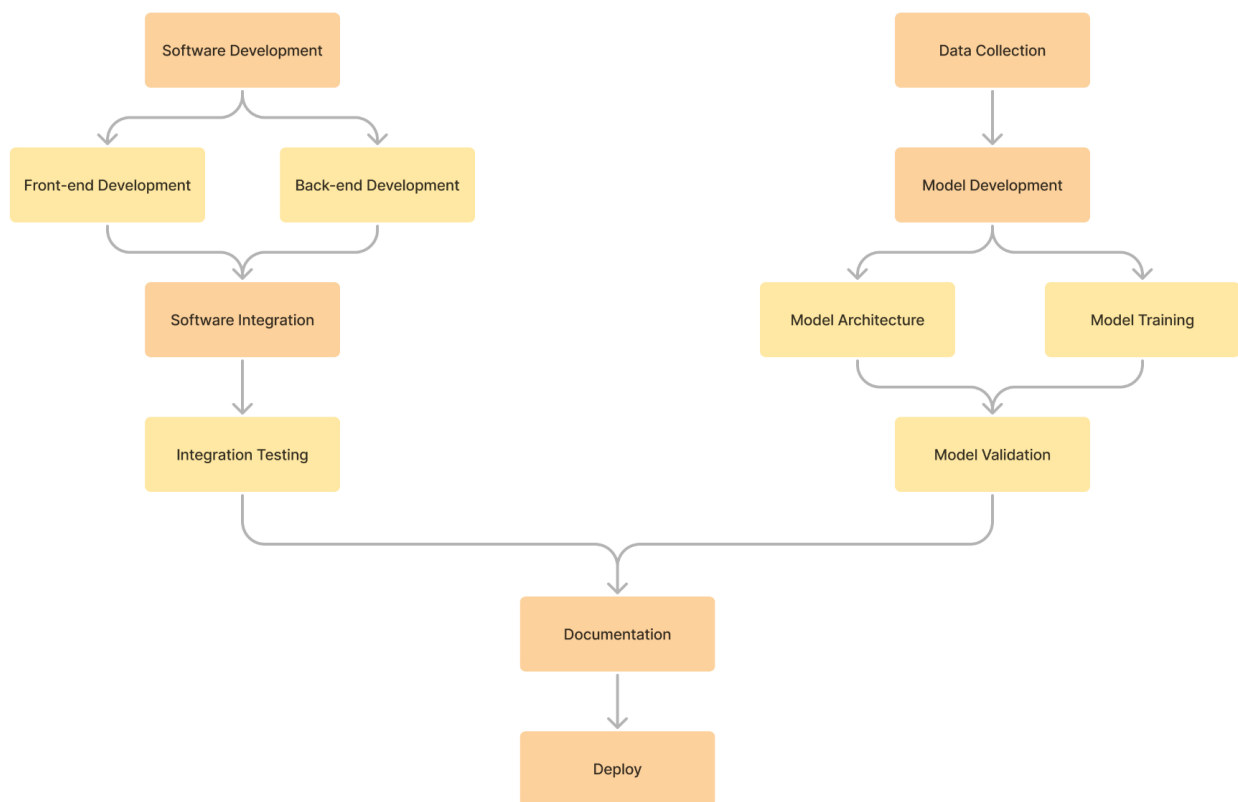 Software Development
Data Collection
Front-end Development
Back-end Development
Model Development
Software Integration
Model Architecture
Model Training
Integration Testing
Model Validation
Documentation
Deploy